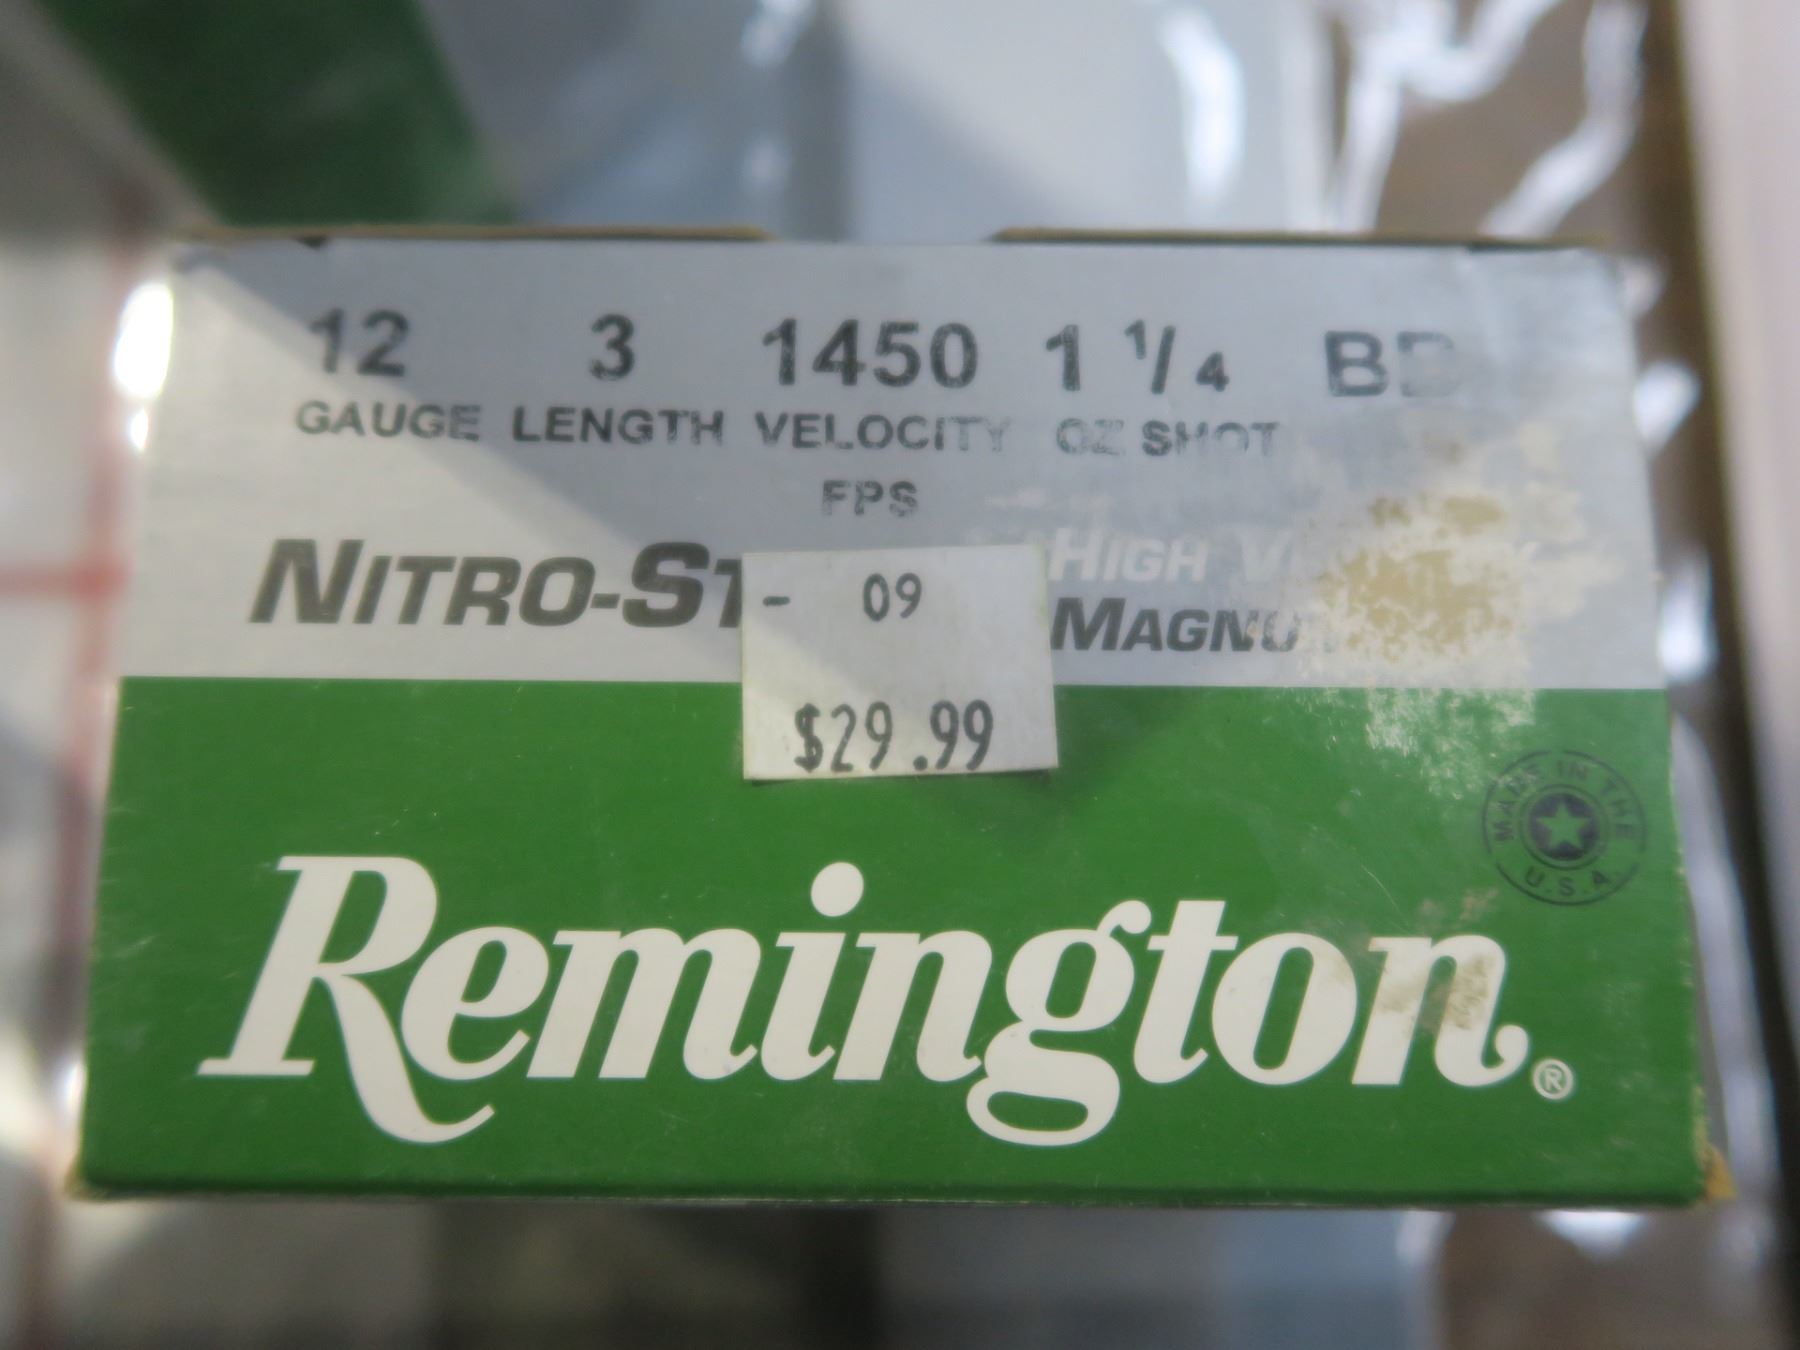 12 3 1450 1 1/4 BB
GAUGE LENGTH VELOCITY OZ SHOT
FPS
NITRO-ST HIGH V
MAGNU
- 09
$29.99
MADE IN THE U.S.A.
Remington®